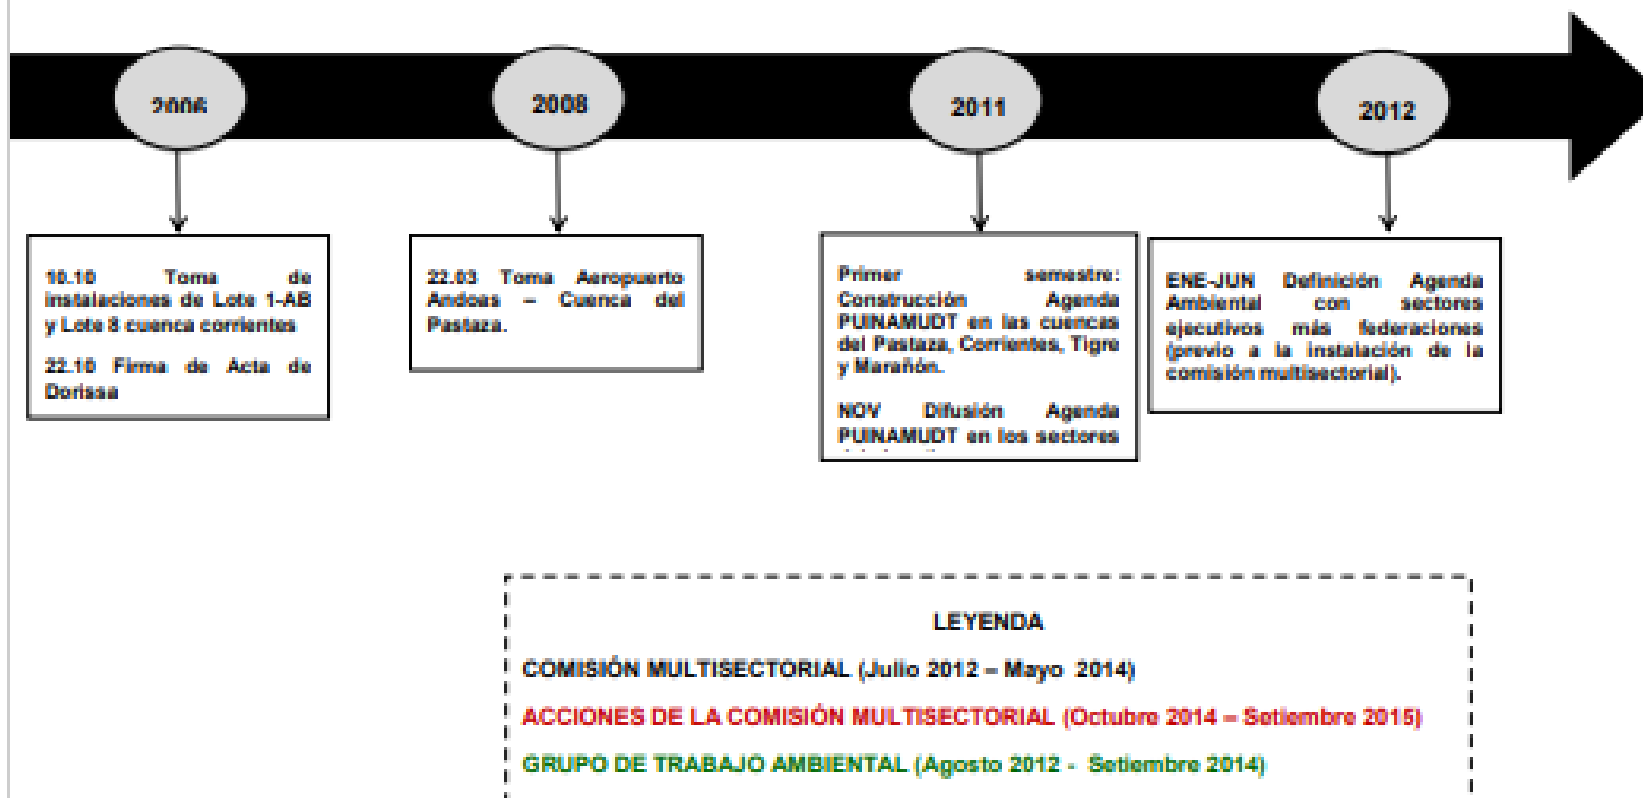 2006
2008
2011
2012
10.10 Toma de
instalaciones de Lote 1-AB
y Lote 8 cuenca corrientes
22.10 Firma de Acta de
Dorissa
22.03 Toma Aeropuerto
Andoas – Cuenca del
Pastaza.
Primer semestre:
Construcción Agenda
PUINAMUDT en las cuencas
del Pastaza, Corrientes, Tigre
y Marañón.
NOV Difusión Agenda
PUINAMUDT en los sectores
ENE-JUN Definición Agenda
Ambiental con sectores
ejecutivos más federaciones
(previo a la instalación de la
comisión multisectorial).
LEYENDA
COMISIÓN MULTISECTORIAL (Julio 2012 – Mayo 2014)
ACCIONES DE LA COMISIÓN MULTISECTORIAL (Octubre 2014 – Setiembre 2015)
GRUPO DE TRABAJO AMBIENTAL (Agosto 2012 - Setiembre 2014)